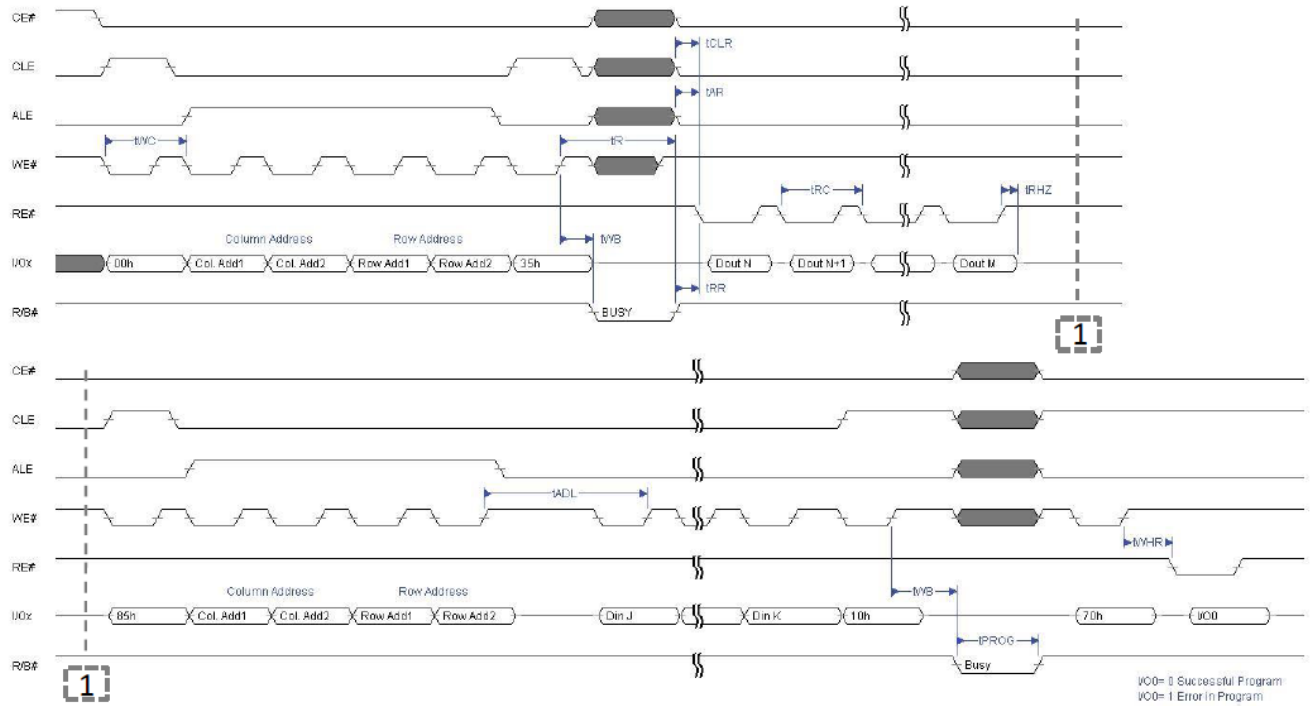 CE#
tCLR
CLE
tAR
ALE
tWC
tR
WE#
tRC
tRHZ
RE#
Column Address
Row Address
tWB
I/Ox
00h
Col. Add1
Col. Add2
Row Add1
Row Add2
35h
Dout N
Dout N+1
Dout M
tRR
R/B#
BUSY
1
CE#
CLE
ALE
tADL
WE#
tWHR
RE#
Column Address
Row Address
tWB
I/Ox
85h
Col. Add1
Col. Add2
Row Add1
Row Add2
Din J
Din K
10h
70h
I/O0
tPROG
R/B#
Busy
1
I/O0= 0 Successful Program
I/O0= 1 Error in Program